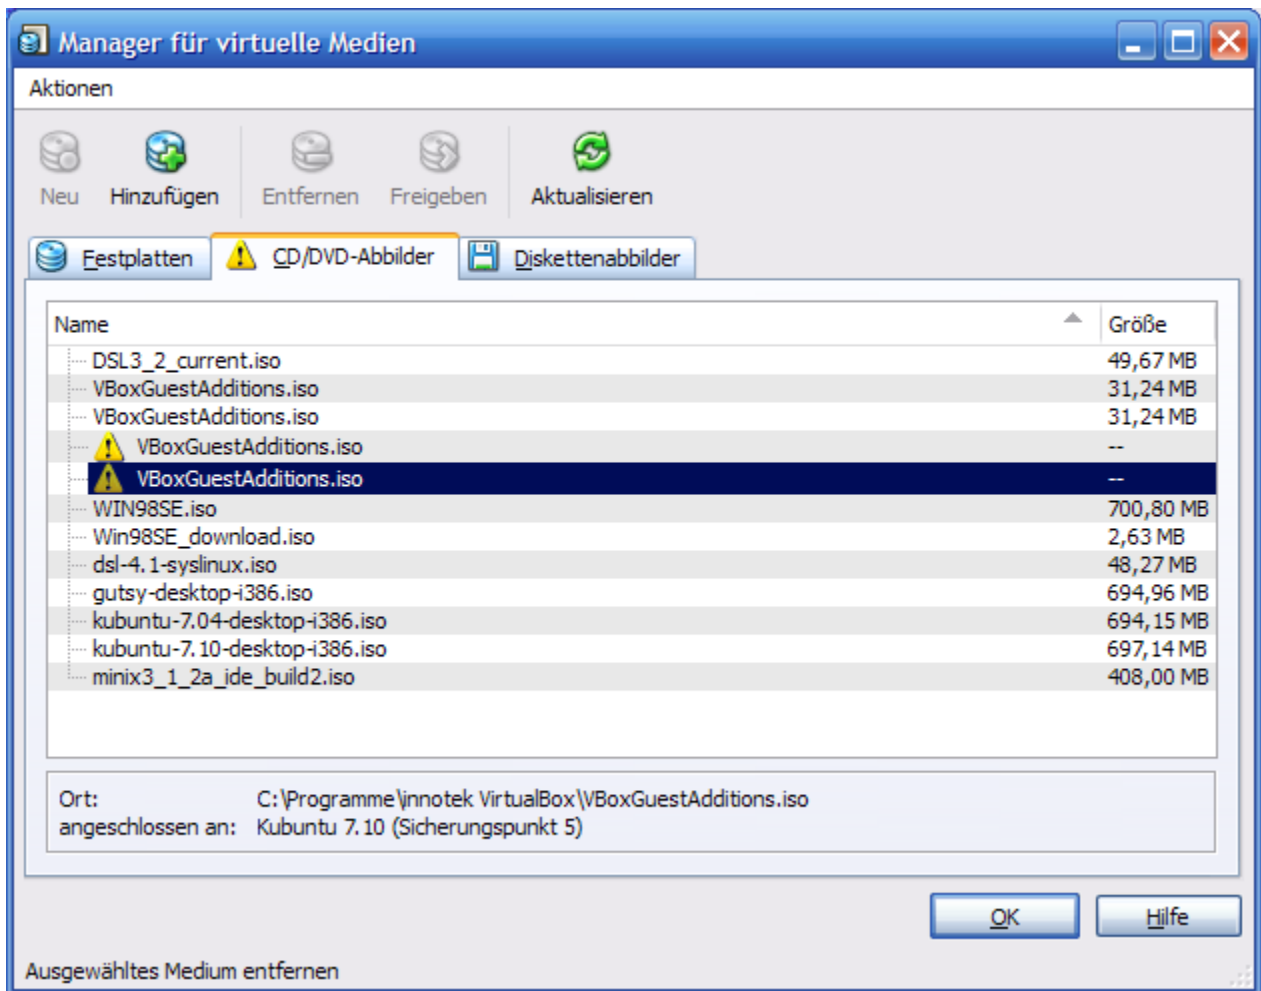 Manager für virtuelle Medien
Aktionen
Neu Hinzufügen Entfernen Freigeben Aktualisieren
Festplatten CD/DVD-Abbilder Diskettenabbilder
Name Größe
DSL3_2_current.iso 49,67 MB
VBoxGuestAdditions.iso 31,24 MB
VBoxGuestAdditions.iso 31,24 MB
VBoxGuestAdditions.iso --
VBoxGuestAdditions.iso --
WIN98SE.iso 700,80 MB
Win98SE_download.iso 2,63 MB
dsl-4.1-syslinux.iso 48,27 MB
gutsy-desktop-i386.iso 694,96 MB
kubuntu-7.04-desktop-i386.iso 694,15 MB
kubuntu-7.10-desktop-i386.iso 697,14 MB
minix3_1_2a_ide_build2.iso 408,00 MB
Ort: C:\Programme\innotek VirtualBox\VBoxGuestAdditions.iso
angeschlossen an: Kubuntu 7.10 (Sicherungspunkt 5)
OK Hilfe
Ausgewähltes Medium entfernen